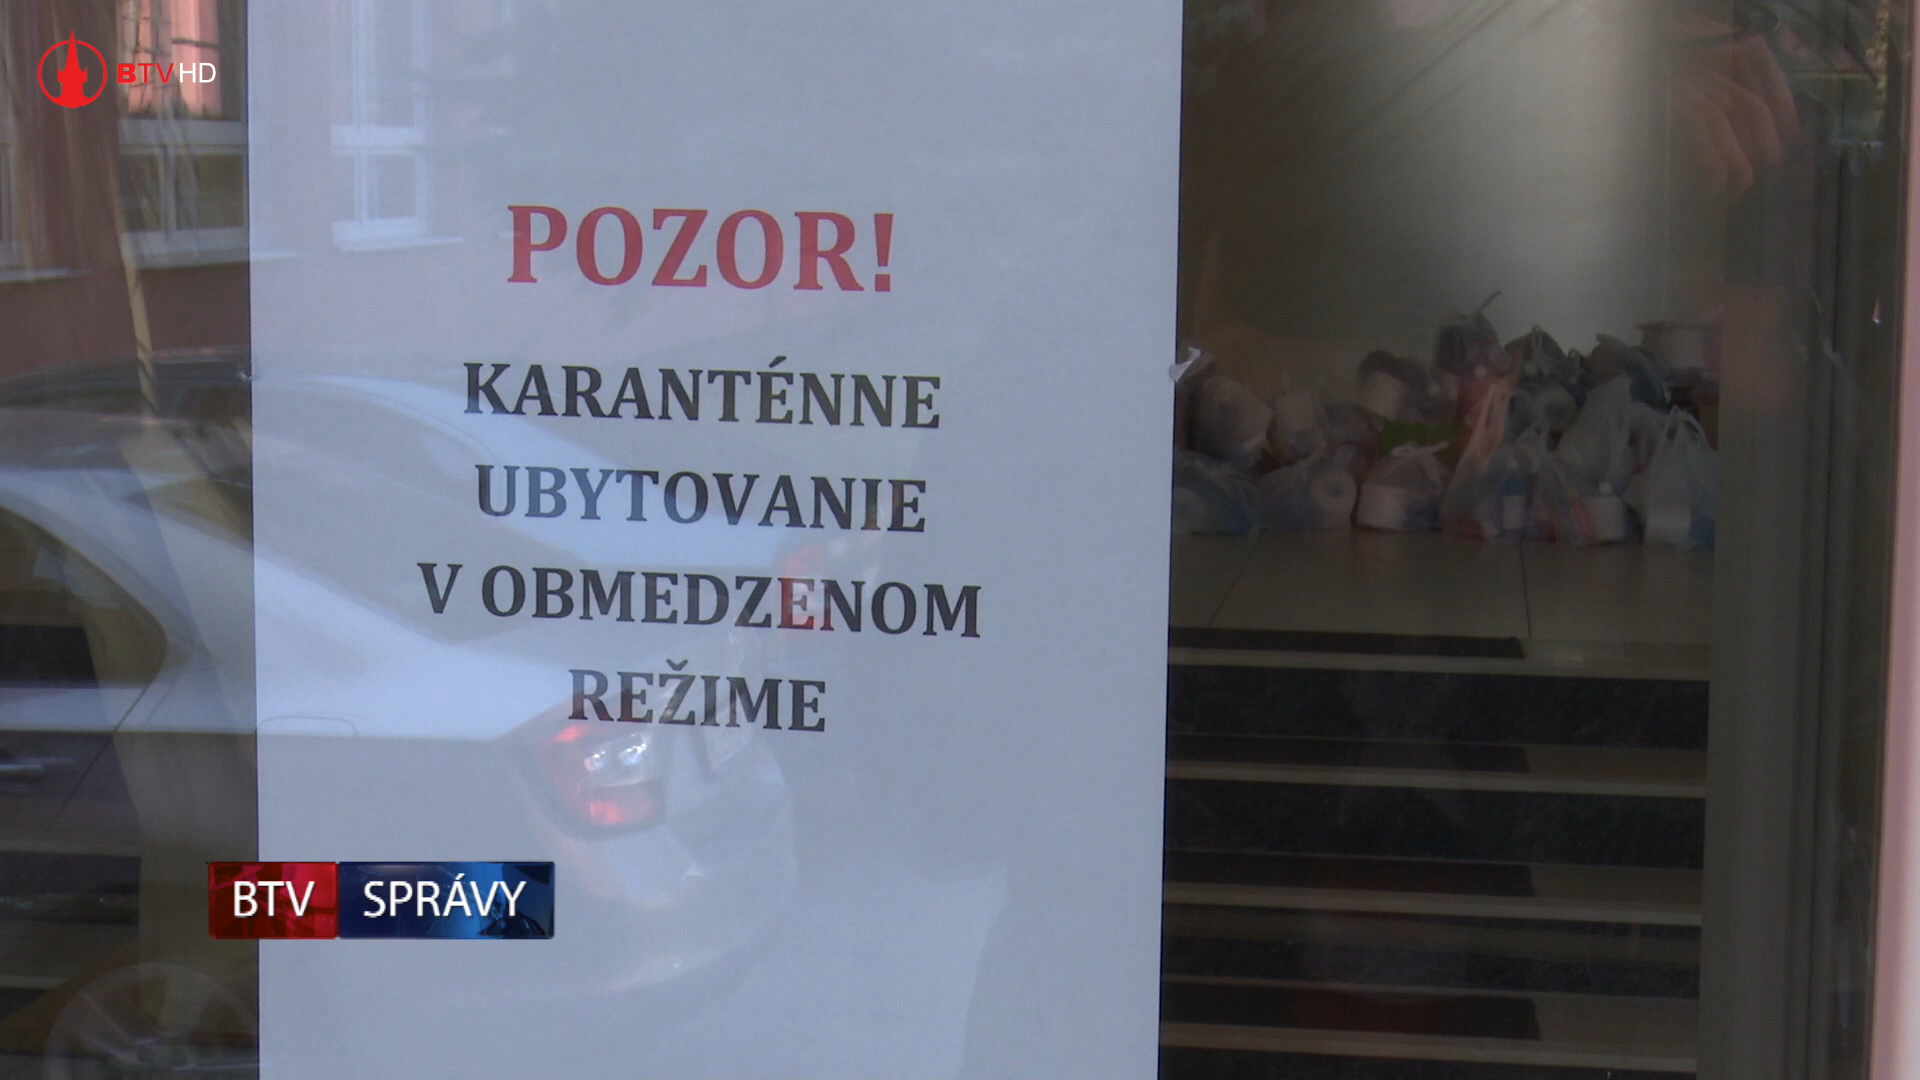 BTV HD
POZOR!
KARANTÉNNE
UBYTOVANIE
V OBMEDZENOM
REŽIME
BTV SPRÁVY